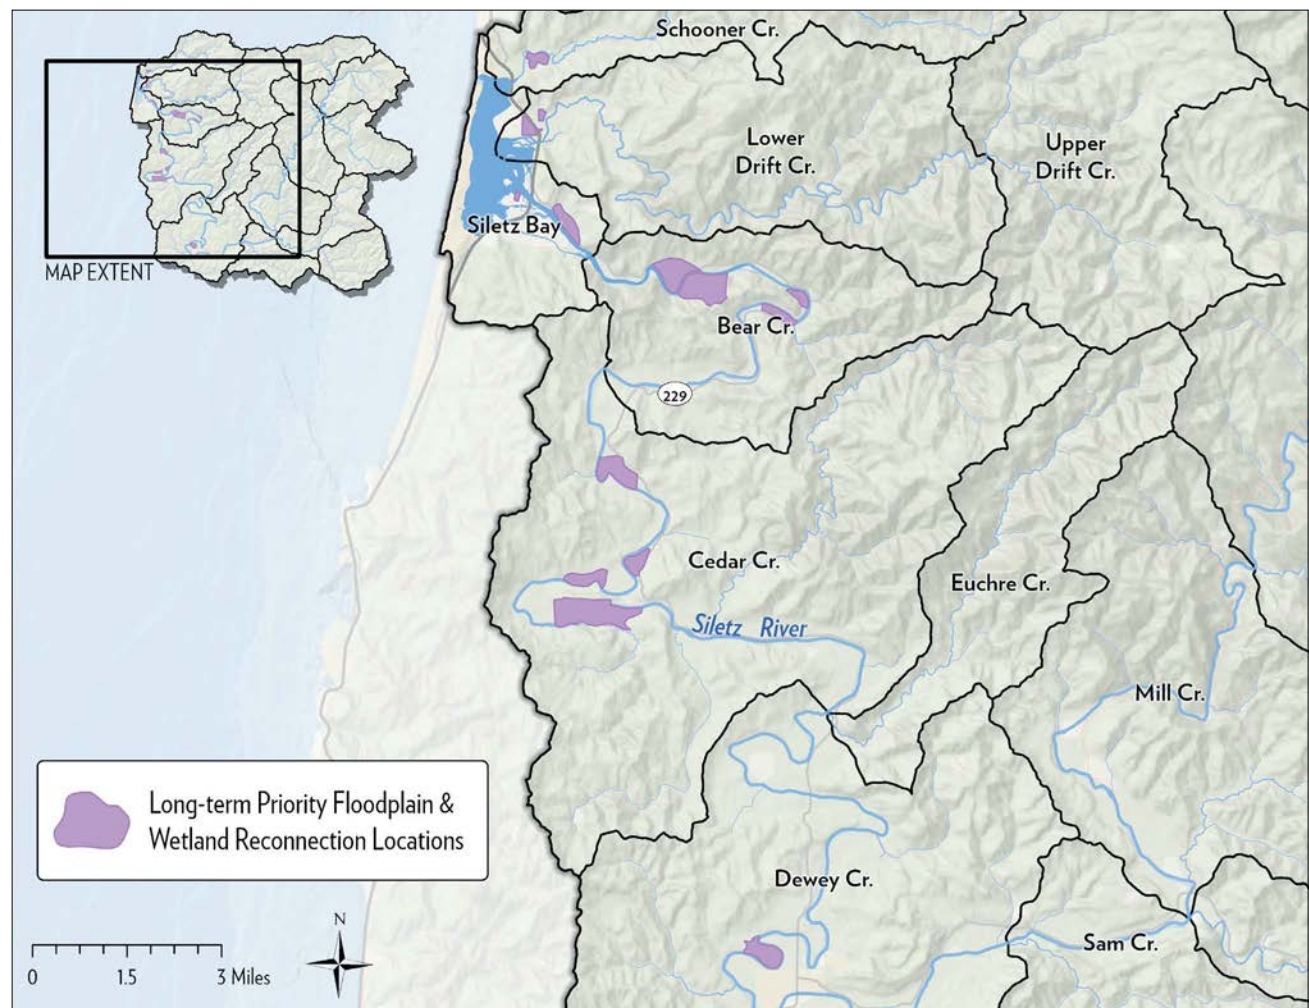 Schooner Cr.
Lower
Drift Cr.
Upper
Drift Cr.
Siletz Bay
MAP EXTENT
Bear Cr.
229
Cedar Cr.
Euchre Cr.
Siletz River
Mill Cr.
Long-term Priority Floodplain &
Wetland Reconnection Locations
Dewey Cr.
Sam Cr.
N
0 1.5 3 Miles